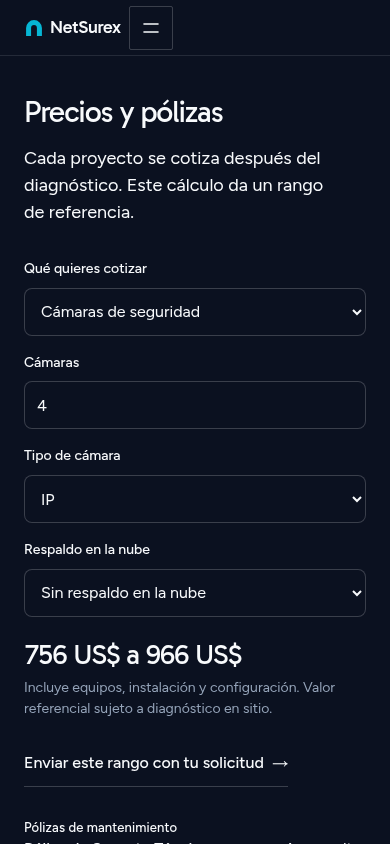 NetSurex
Precios y pólizas
Cada proyecto se cotiza después del
diagnóstico. Este cálculo da un rango
de referencia.
Qué quieres cotizar
Cámaras de seguridad
Cámaras
4
Tipo de cámara
IP
Respaldo en la nube
Sin respaldo en la nube
756 US$ a 966 US$
Incluye equipos, instalación y configuración. Valor
referencial sujeto a diagnóstico en sitio.
Enviar este rango con tu solicitud →
Pólizas de mantenimiento